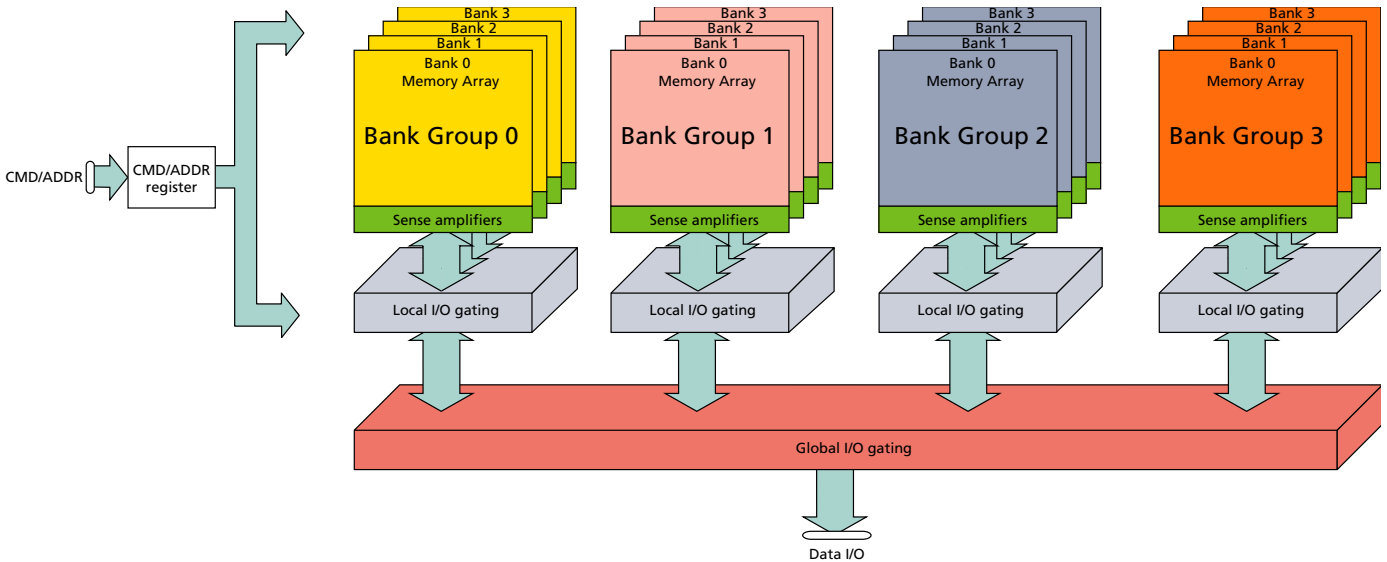 Bank 3
Bank 2
Bank 1
Bank 0
Memory Array
Bank Group 0
Sense amplifiers
Local I/O gating
Bank 3
Bank 2
Bank 1
Bank 0
Memory Array
Bank Group 1
Sense amplifiers
Local I/O gating
Bank 3
Bank 2
Bank 1
Bank 0
Memory Array
Bank Group 2
Sense amplifiers
Local I/O gating
Bank 3
Bank 2
Bank 1
Bank 0
Memory Array
Bank Group 3
Sense amplifiers
Local I/O gating
CMD/ADDR
CMD/ADDR
register
Global I/O gating
Data I/O